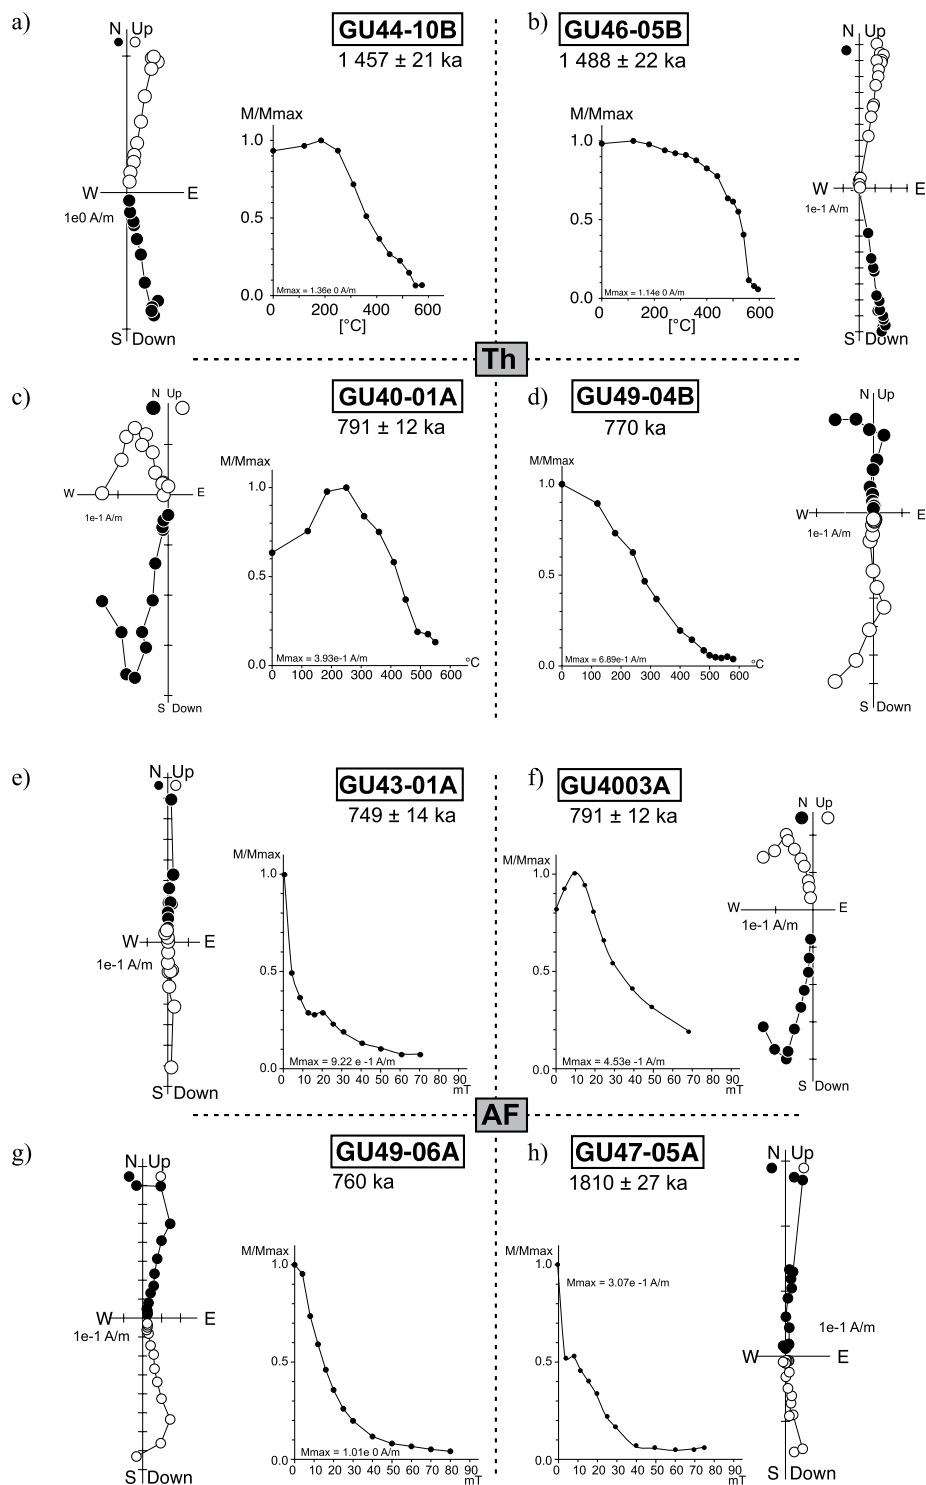 a)
GU44-10B
1 457 ± 21 ka
N Up
W E
1e0 A/m
S Down
M/Mmax
1.0
0.5
0.0
Mmax = 1.36e 0 A/m
0 200 400 600
[°C]
b)
GU46-05B
1 488 ± 22 ka
M/Mmax
1.0
0.5
0.0
Mmax = 1.14e 0 A/m
0 200 400 600
[°C]
N Up
W E
1e-1 A/m
S Down
Th
c)
GU40-01A
791 ± 12 ka
N Up
W E
1e-1 A/m
S Down
M/Mmax
1.0
0.5
0.0
Mmax = 3.93e-1 A/m
°C
0 100 200 300 400 500 600
d)
GU49-04B
770 ka
M/Mmax
1.0
0.5
0.0
Mmax = 6.89e-1 A/m
°C
0 100 200 300 400 500 600
N Up
W E
1e-1 A/m
S Down
e)
GU43-01A
749 ± 14 ka
N Up
W E
1e-1 A/m
S Down
M/Mmax
1.0
0.5
0.0
Mmax = 9.22 e -1 A/m
0 10 20 30 40 50 60 70 80 90
mT
f)
GU4003A
791 ± 12 ka
M/Mmax
1.0
0.5
0.0
Mmax = 4.53e -1 A/m
0 10 20 30 40 50 60 70 80 90
mT
N Up
W E
1e-1 A/m
S Down
AF
g)
GU49-06A
760 ka
N Up
W E
1e-1 A/m
S Down
M/Mmax
1.0
0.5
0.0
Mmax = 1.01e 0 A/m
0 10 20 30 40 50 60 70 80 90
mT
h)
GU47-05A
1810 ± 27 ka
M/Mmax
1.0
Mmax = 3.07e -1 A/m
0.5
0.0
0 10 20 30 40 50 60 70 80 90
mT
N Up
1e-1 A/m
W E
S Down